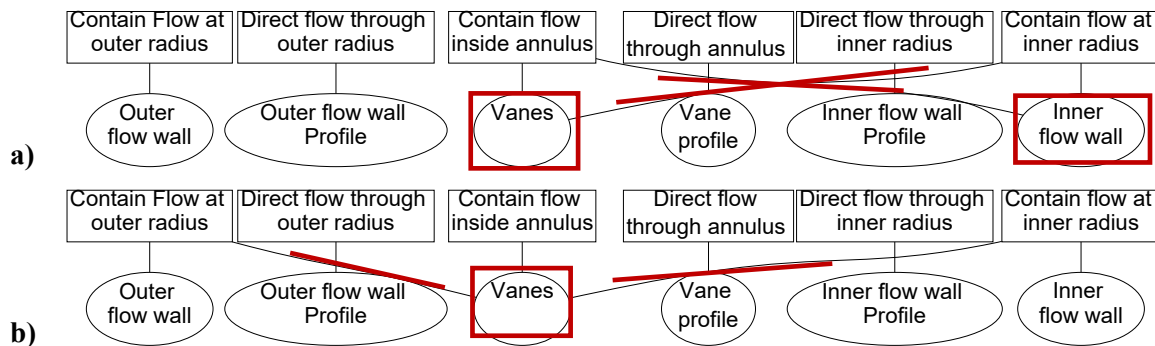 Contain Flow at
outer radius
Direct flow through
outer radius
Contain flow
inside annulus
Direct flow
through annulus
Direct flow through
inner radius
Contain flow at
inner radius
Outer
flow wall
Outer flow wall
Profile
Vanes
Vane
profile
Inner flow wall
Profile
Inner
flow wall
a)
Contain Flow at
outer radius
Direct flow through
outer radius
Contain flow
inside annulus
Direct flow
through annulus
Direct flow through
inner radius
Contain flow at
inner radius
Outer
flow wall
Outer flow wall
Profile
Vanes
Vane
profile
Inner flow wall
Profile
Inner
flow wall
b)